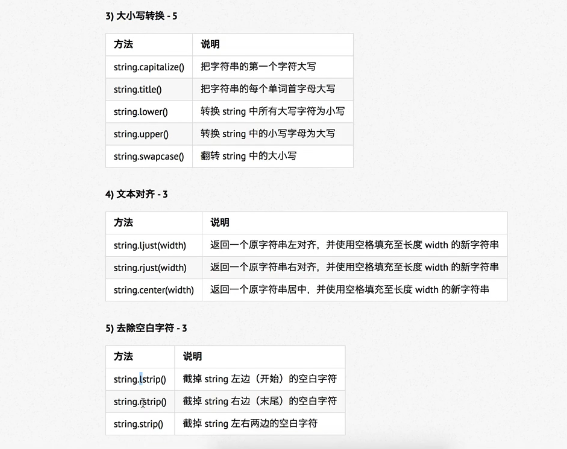 3) 大小写转换 - 5
方法 说明
string.capitalize() 把字符串的第一个字符大写
string.title() 把字符串的每个单词首字母大写
string.lower() 转换 string 中所有大写字符为小写
string.upper() 转换 string 中的小写字母为大写
string.swapcase() 翻转 string 中的大小写
4) 文本对齐 - 3
方法 说明
string.ljust(width) 返回一个原字符串左对齐，并使用空格填充至长度 width 的新字符串
string.rjust(width) 返回一个原字符串右对齐，并使用空格填充至长度 width 的新字符串
string.center(width) 返回一个原字符串居中，并使用空格填充至长度 width 的新字符串
5) 去除空白字符 - 3
方法 说明
string.lstrip() 截掉 string 左边（开始）的空白字符
string.rstrip() 截掉 string 右边（末尾）的空白字符
string.strip() 截掉 string 左右两边的空白字符